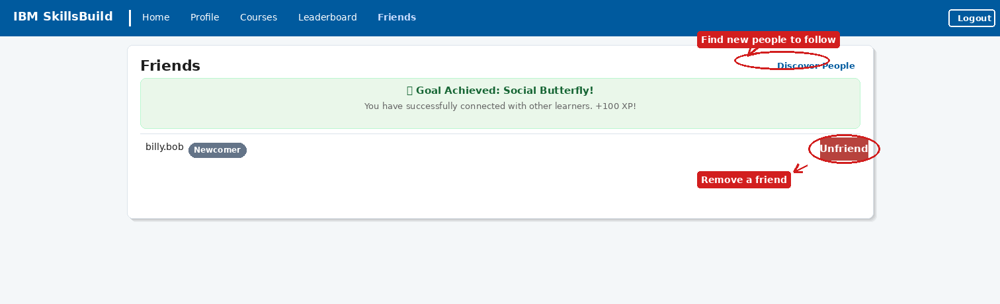 IBM SkillsBuild
Home Profile Courses Leaderboard Friends
Logout
Find new people to follow
Friends
Discover People
Goal Achieved: Social Butterfly!
You have successfully connected with other learners. +100 XP!
billy.bob Newcomer
Unfriend
Remove a friend